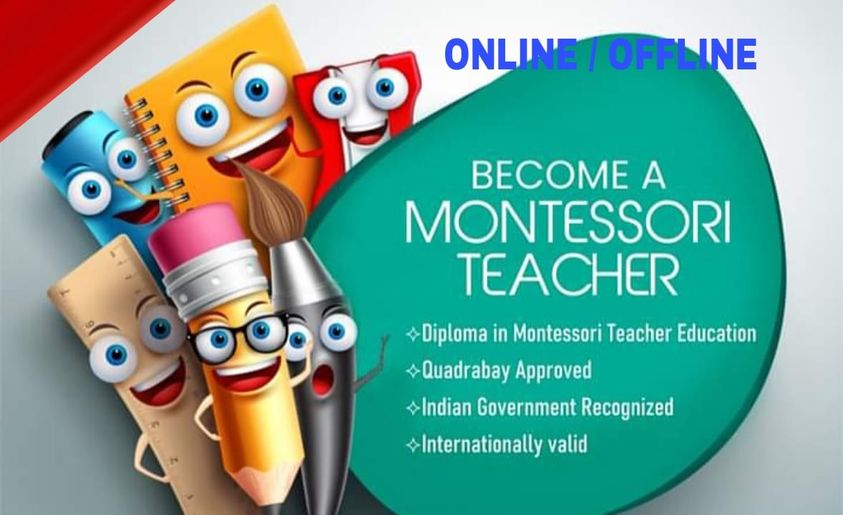 ONLINE / OFFLINE
BECOME A
MONTESSORI
TEACHER
✧Diploma in Montessori Teacher Education
✧Quadrabay Approved
✧Indian Government Recognized
✧Internationally valid